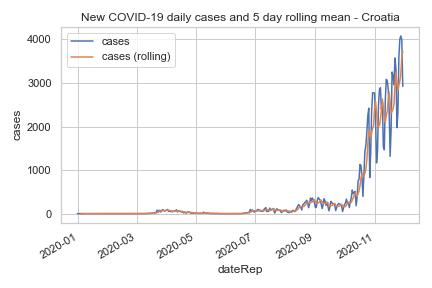 New COVID-19 daily cases and 5 day rolling mean - Croatia
cases
cases (rolling)
4000
3000
2000
1000
0
cases
2020-01
2020-03
2020-05
2020-07
2020-09
2020-11
dateRep